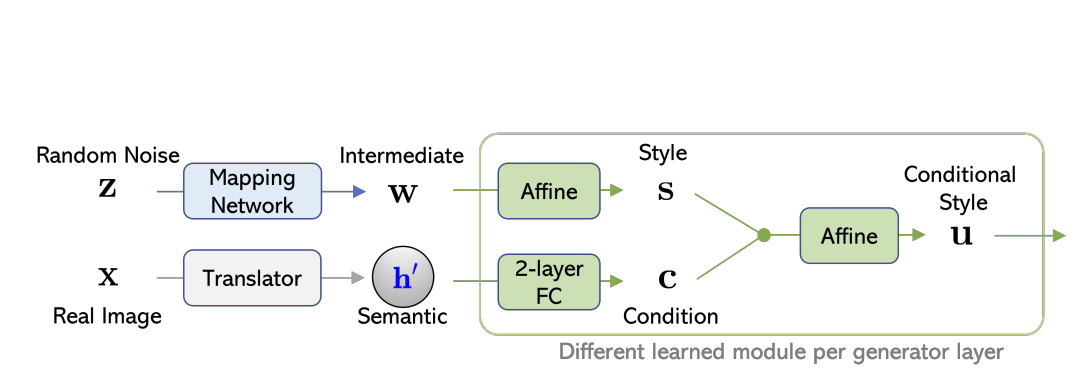 Random Noise
z
Mapping
Network
Intermediate
w
Affine
Style
s
x
Real Image
Translator
h′
Semantic
2-layer
FC
c
Condition
Affine
Conditional
Style
u
Different learned module per generator layer